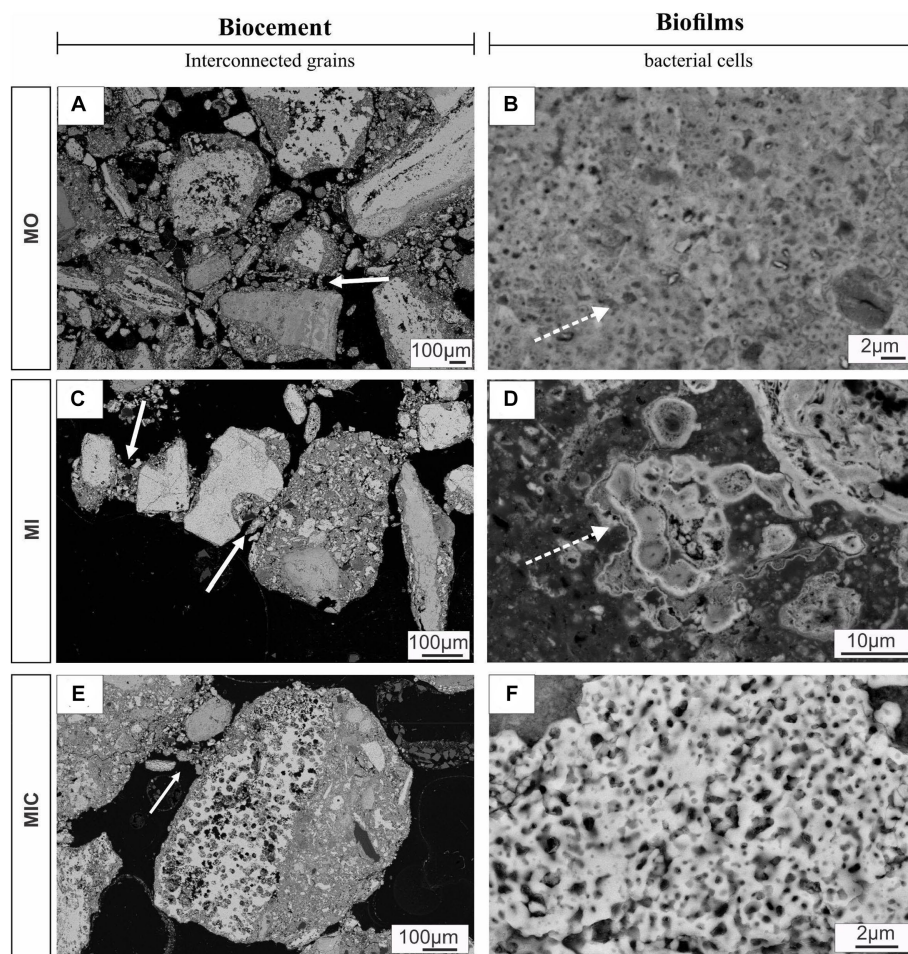 Biocement
Biofilms
Interconnected grains
bacterial cells
MO
A
100µm
B
2µm
MI
C
100µm
D
10µm
MIC
E
100µm
F
2µm